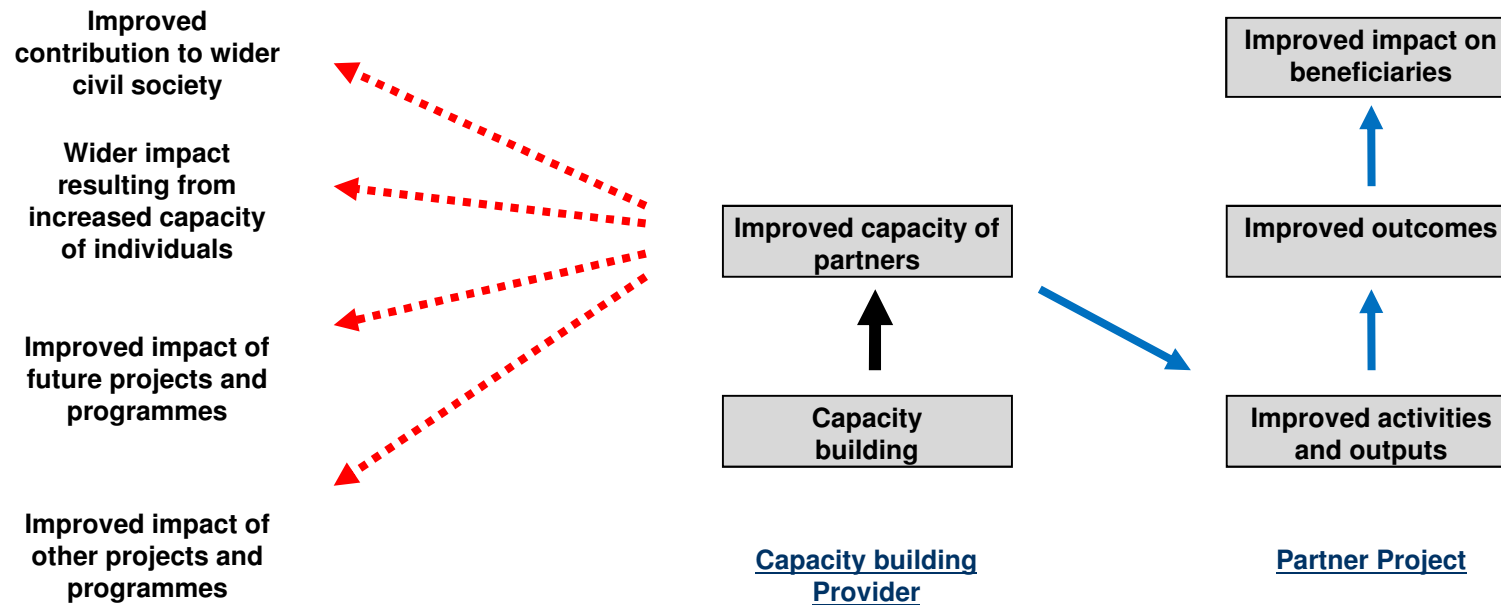 Improved
contribution to wider
civil society
Wider impact
resulting from
increased capacity
of individuals
Improved impact of
future projects and
programmes
Improved impact of
other projects and
programmes
Improved capacity of
partners
Capacity
building
Capacity building
Provider
Improved impact on
beneficiaries
Improved outcomes
Improved activities
and outputs
Partner Project